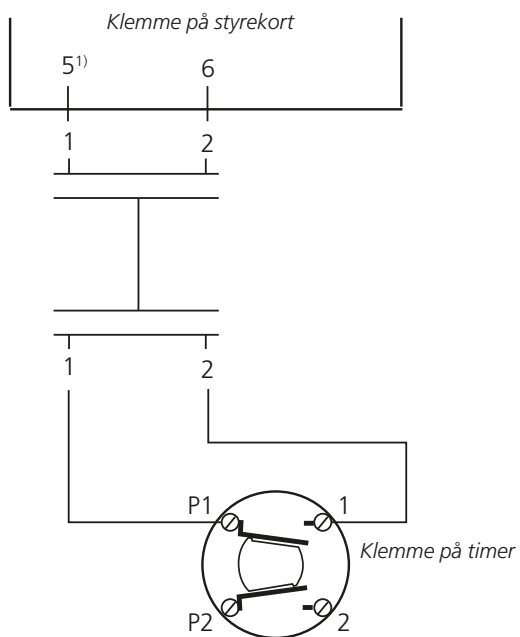 Klemme på styrekort
5¹⁾ 6
1 2
1 2
P1 1
Klemme på timer
P2 2